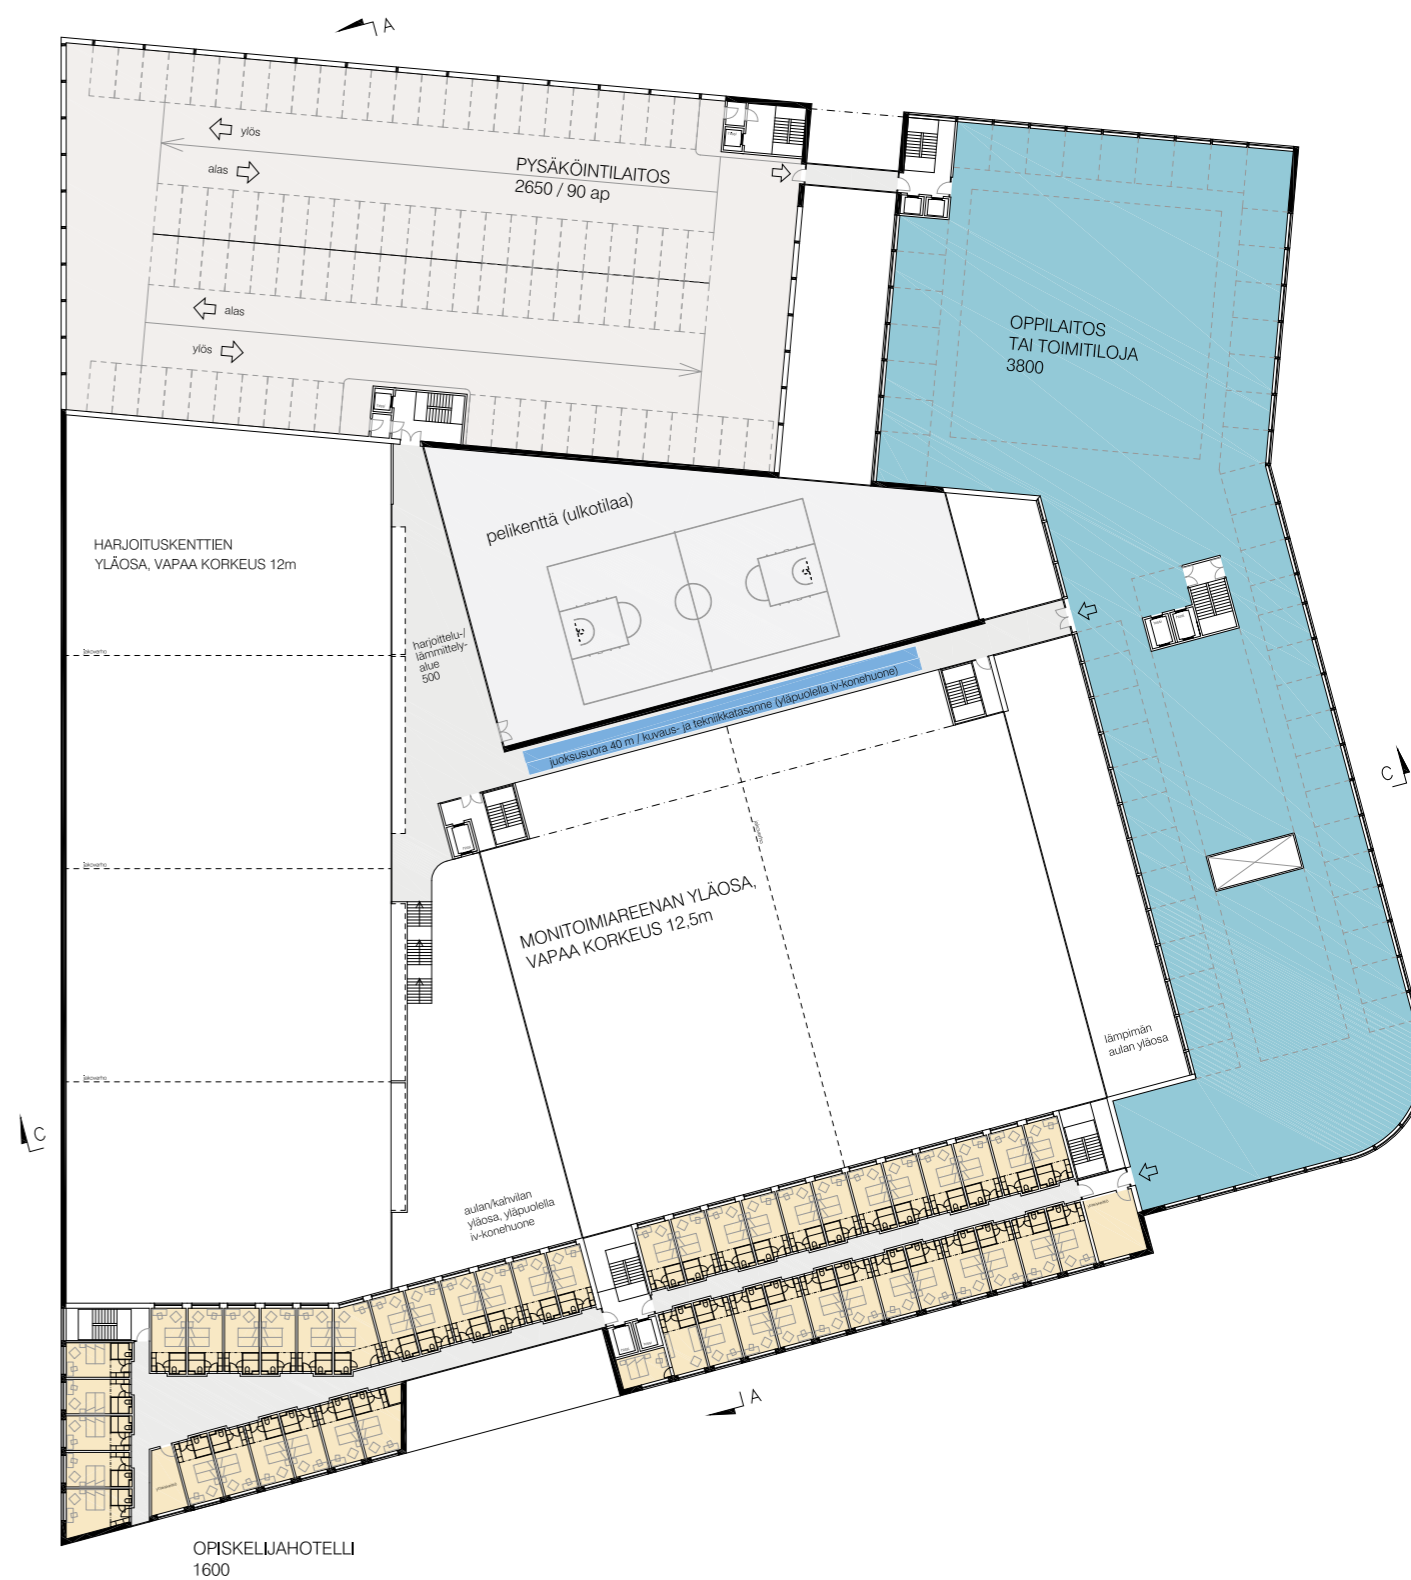 A
ylös
alas
PYSÄKÖINTILAITOS
2650 / 90 ap
alas
ylös
OPPILAITOS
TAI TOIMITILOJA
3800
pelikenttä (ulkotilaa)
HARJOITUSKENTTIEN
YLÄOSA, VAPAA KORKEUS 12m
harjoittelu-/
lämmittely-
alue
500
juoksusuora 40 m / kuvaus- ja tekniikkatasanne (yläpuolella iv-konehuone)
C
MONITOIMIAREENAN YLÄOSA,
VAPAA KORKEUS 12,5m
lämpimän
aulan yläosa
C
aulan/kahvilan
yläosa, yläpuolella
iv-konehuone
A
OPISKELIJAHOTELLI
1600